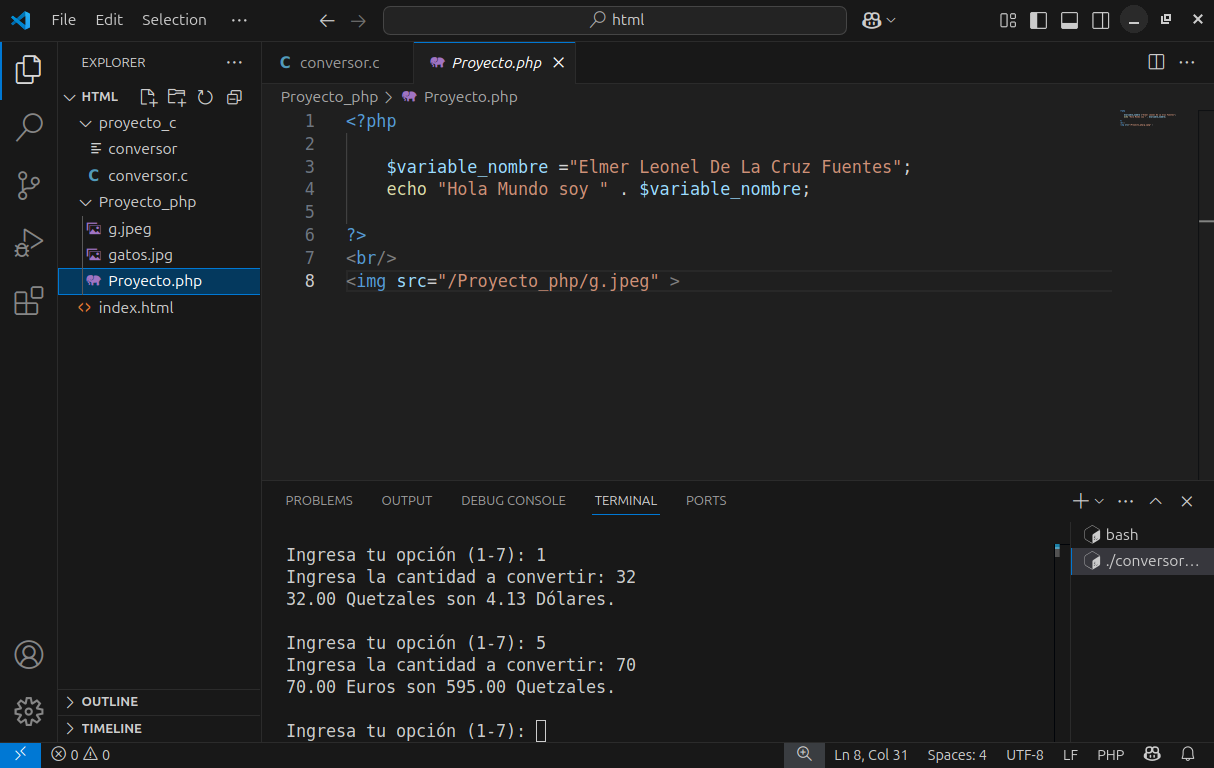 File Edit Selection ···
html
EXPLORER ···
HTML
proyecto_c
conversor
C conversor.c
Proyecto_php
g.jpeg
gatos.jpg
Proyecto.php
<> index.html
OUTLINE
TIMELINE
C conversor.c Proyecto.php
Proyecto_php > Proyecto.php
1 <?php
2
3 $variable_nombre ="Elmer Leonel De La Cruz Fuentes";
4 echo "Hola Mundo soy " . $variable_nombre;
5
6 ?>
7 <br/>
8 <img src="/Proyecto_php/g.jpeg" >
PROBLEMS OUTPUT DEBUG CONSOLE TERMINAL PORTS
Ingresa tu opción (1-7): 1
Ingresa la cantidad a convertir: 32
32.00 Quetzales son 4.13 Dólares.
Ingresa tu opción (1-7): 5
Ingresa la cantidad a convertir: 70
70.00 Euros son 595.00 Quetzales.
Ingresa tu opción (1-7):
bash
./conversor...
0 0
Ln 8, Col 31 Spaces: 4 UTF-8 LF PHP